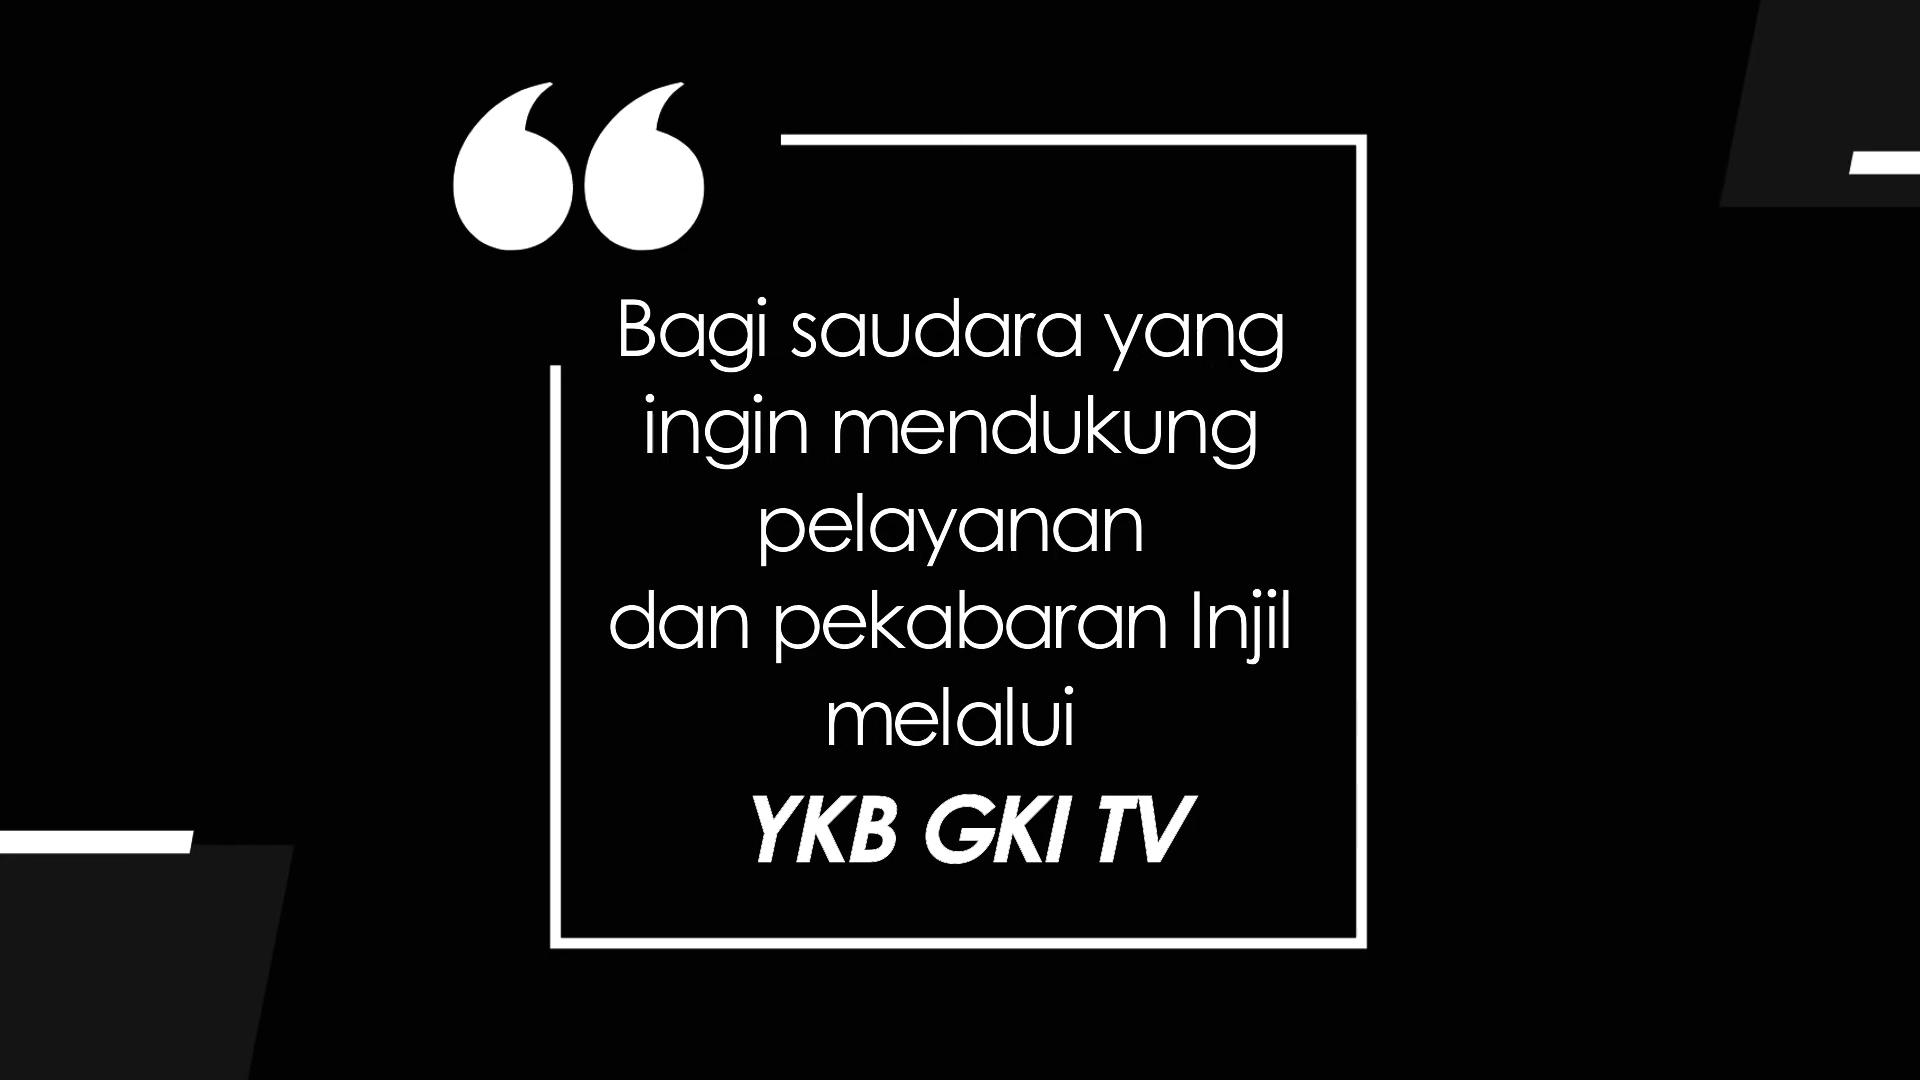 Bagi saudara yang
ingin mendukung
pelayanan
dan pekabaran Injil
melalui
YKB GKI TV